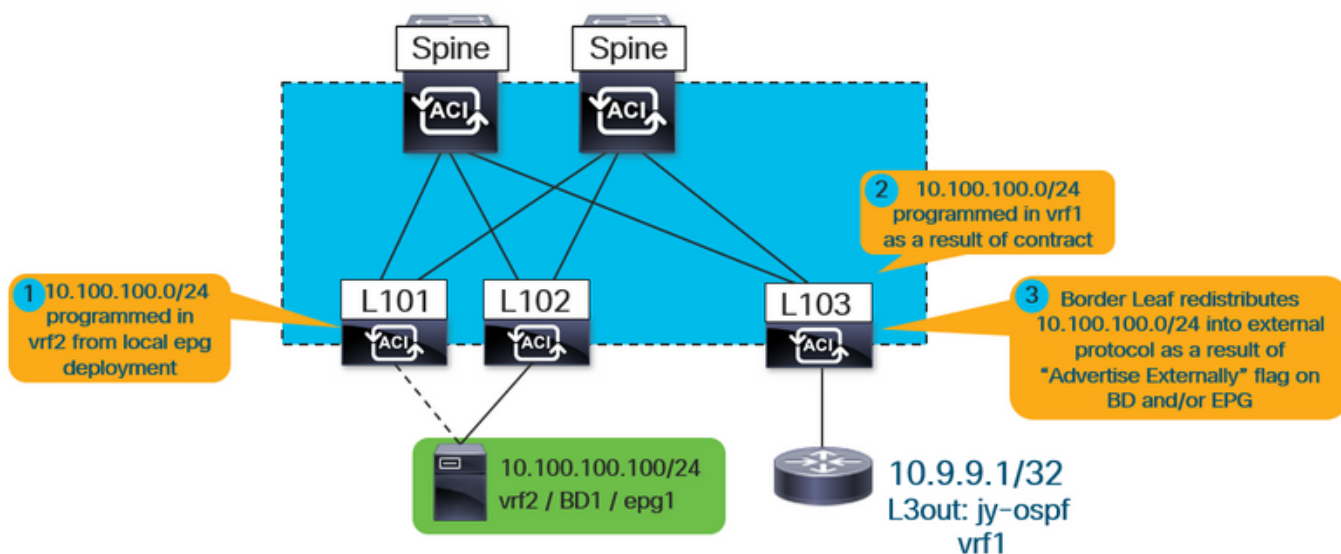 Spine
Spine
ACI
ACI
2 10.100.100.0/24
programmed in vrf1
as a result of contract
1 10.100.100.0/24
programmed in
vrf2 from local epg
deployment
L101
L102
L103
ACI
ACI
ACI
3 Border Leaf redistributes
10.100.100.0/24 into external
protocol as a result of
“Advertise Externally” flag on
BD and/or EPG
10.100.100.100/24
vrf2 / BD1 / epg1
10.9.9.1/32
L3out: jy-ospf
vrf1